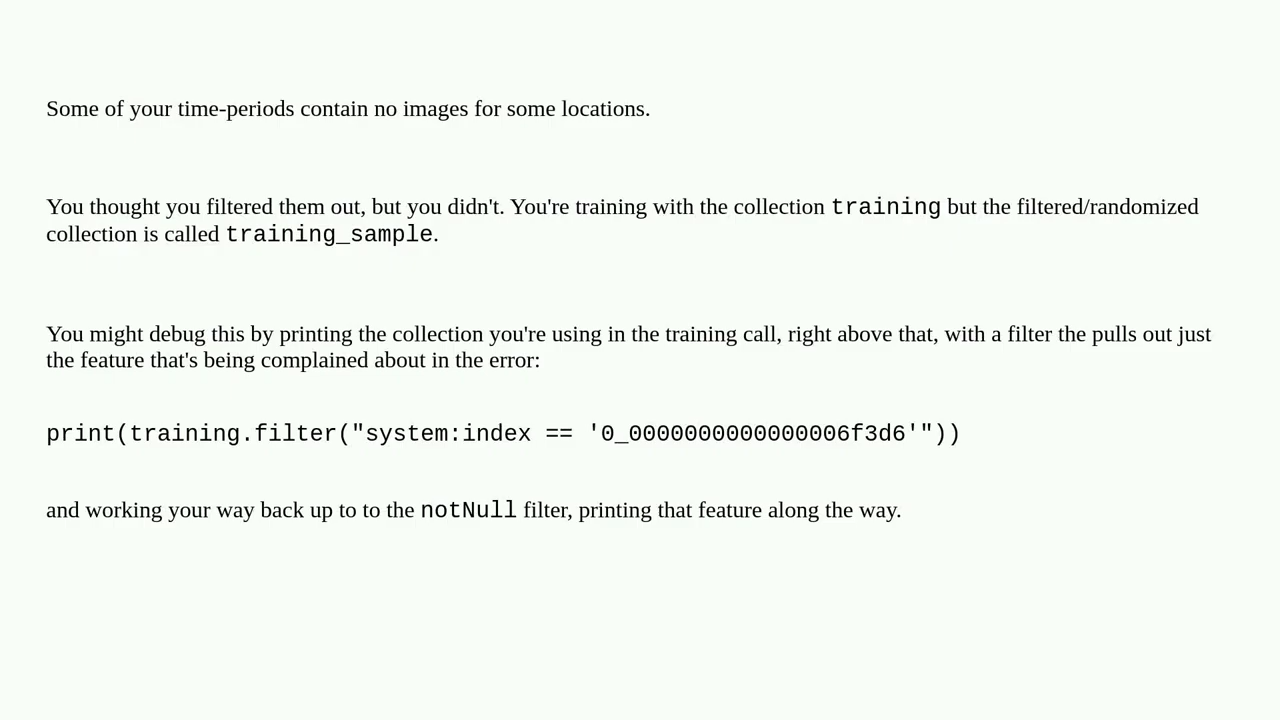 Some of your time-periods contain no images for some locations.
You thought you filtered them out, but you didn't. You're training with the collection training but the filtered/randomized
collection is called training_sample.
You might debug this by printing the collection you're using in the training call, right above that, with a filter the pulls out just
the feature that's being complained about in the error:
print(training.filter("system:index == '0_0000000000000006f3d6'"))
and working your way back up to to the notNull filter, printing that feature along the way.